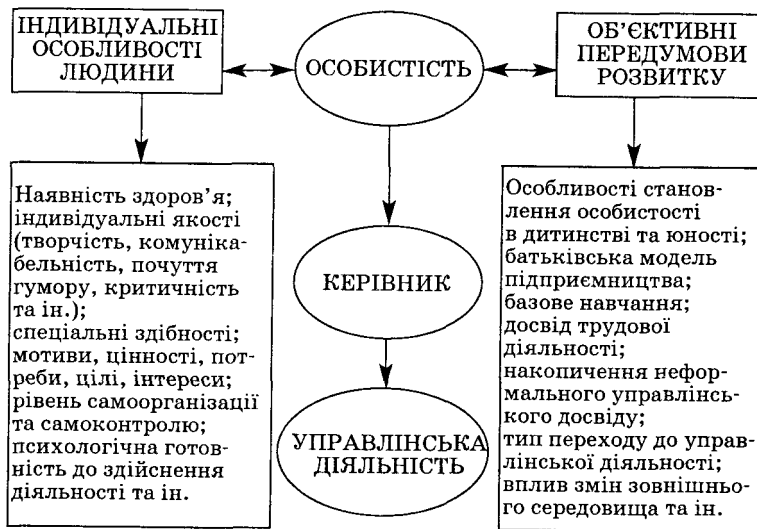 ІНДИВІДУАЛЬНІ
ОСОБЛИВОСТІ
ЛЮДИНИ
ОСОБИСТІСТЬ
ОБ’ЄКТИВНІ
ПЕРЕДУМОВИ
РОЗВИТКУ
Наявність здоров’я;
індивідуальні якості
(творчість, комуніка-
бельність, почуття
гумору, критичність
та ін.);
спеціальні здібності;
мотиви, цінності, пот-
реби, цілі, інтереси;
рівень самоорганізації
та самоконтролю;
психологічна готов-
ність до здійснення
діяльності та ін.
КЕРІВНИК
УПРАВЛІНСЬКА
ДІЯЛЬНІСТЬ
Особливості станов-
лення особистості
в дитинстві та юності;
батьківська модель
підприємництва;
базове навчання;
досвід трудової
діяльності;
накопичення нефор-
мального управлінсь-
кого досвіду;
тип переходу до управ-
лінської діяльності;
вплив змін зовнішньо-
го середовища та ін.